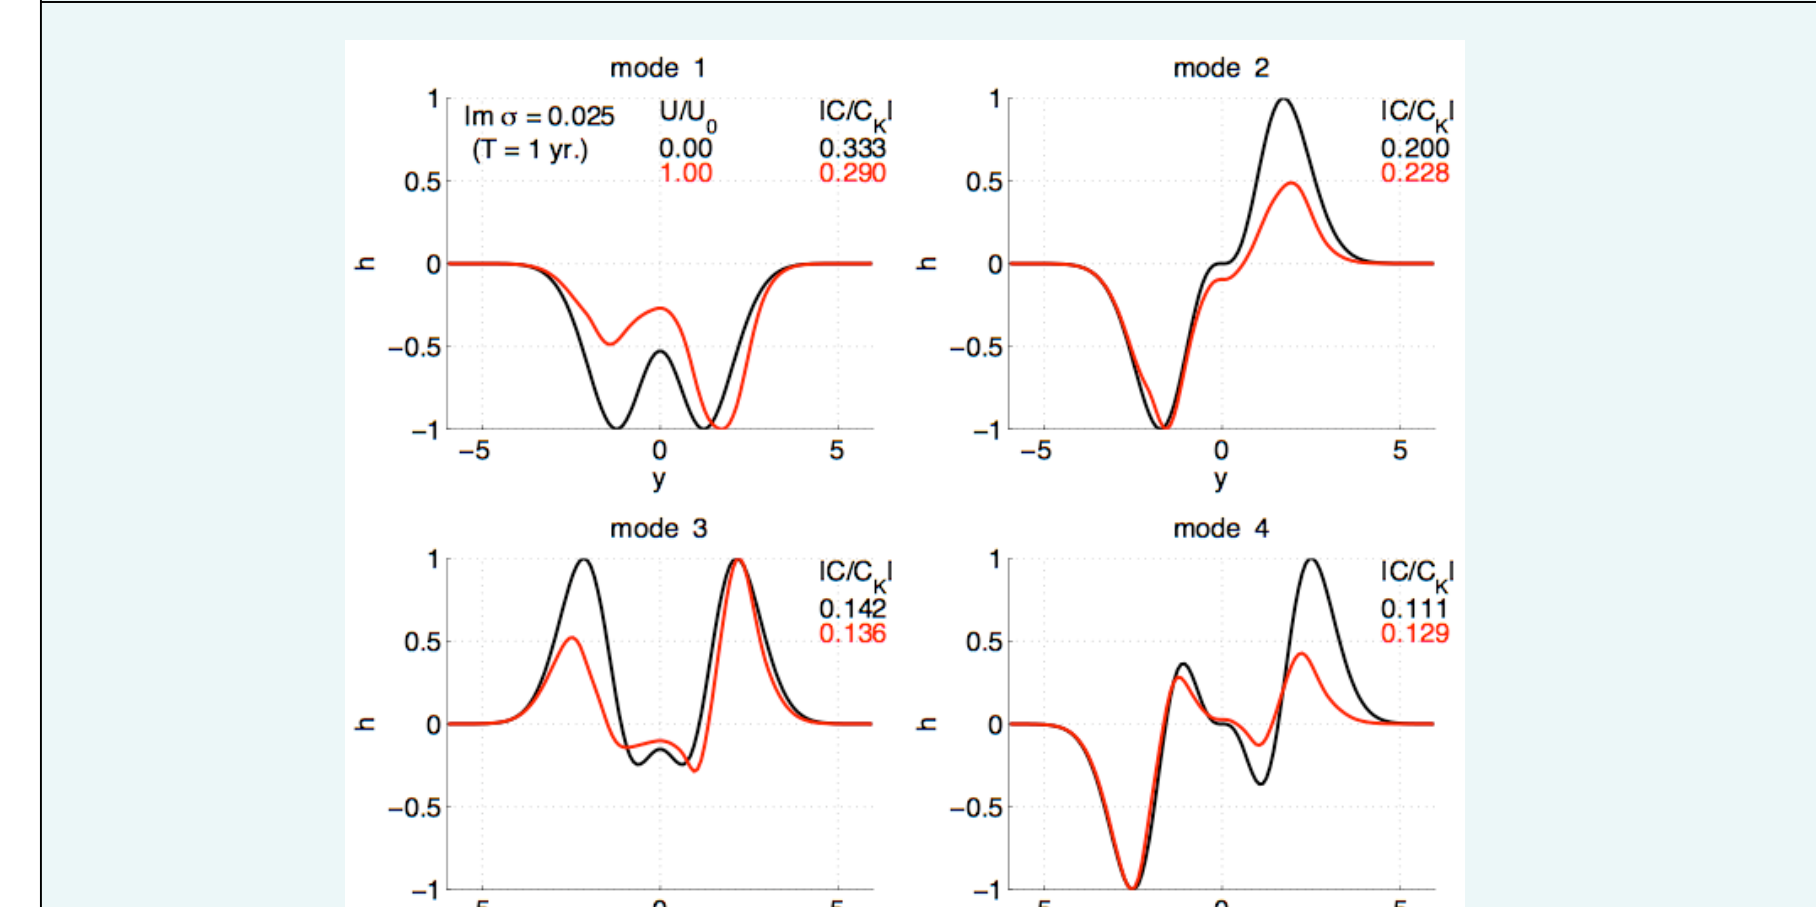 mode 1
Im σ = 0.025 U/U0 |C/CK|
(T = 1 yr.) 0.00 0.333
1.00 0.290
1
0.5
0
−0.5
−1
h
−5 0 5
y
mode 2
|C/CK|
0.200
0.228
1
0.5
0
−0.5
−1
h
−5 0 5
y
mode 3
|C/CK|
0.142
0.136
1
0.5
0
−0.5
−1
h
mode 4
|C/CK|
0.111
0.129
1
0.5
0
−0.5
−1
h